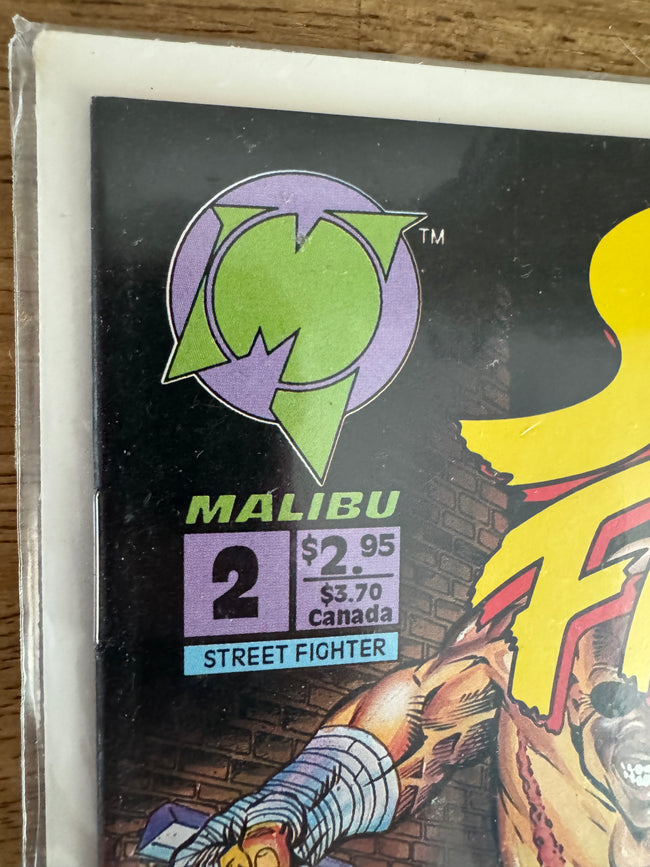 TM
MALIBU
2
$2.95
$3.70
Canada
STREET FIGHTER